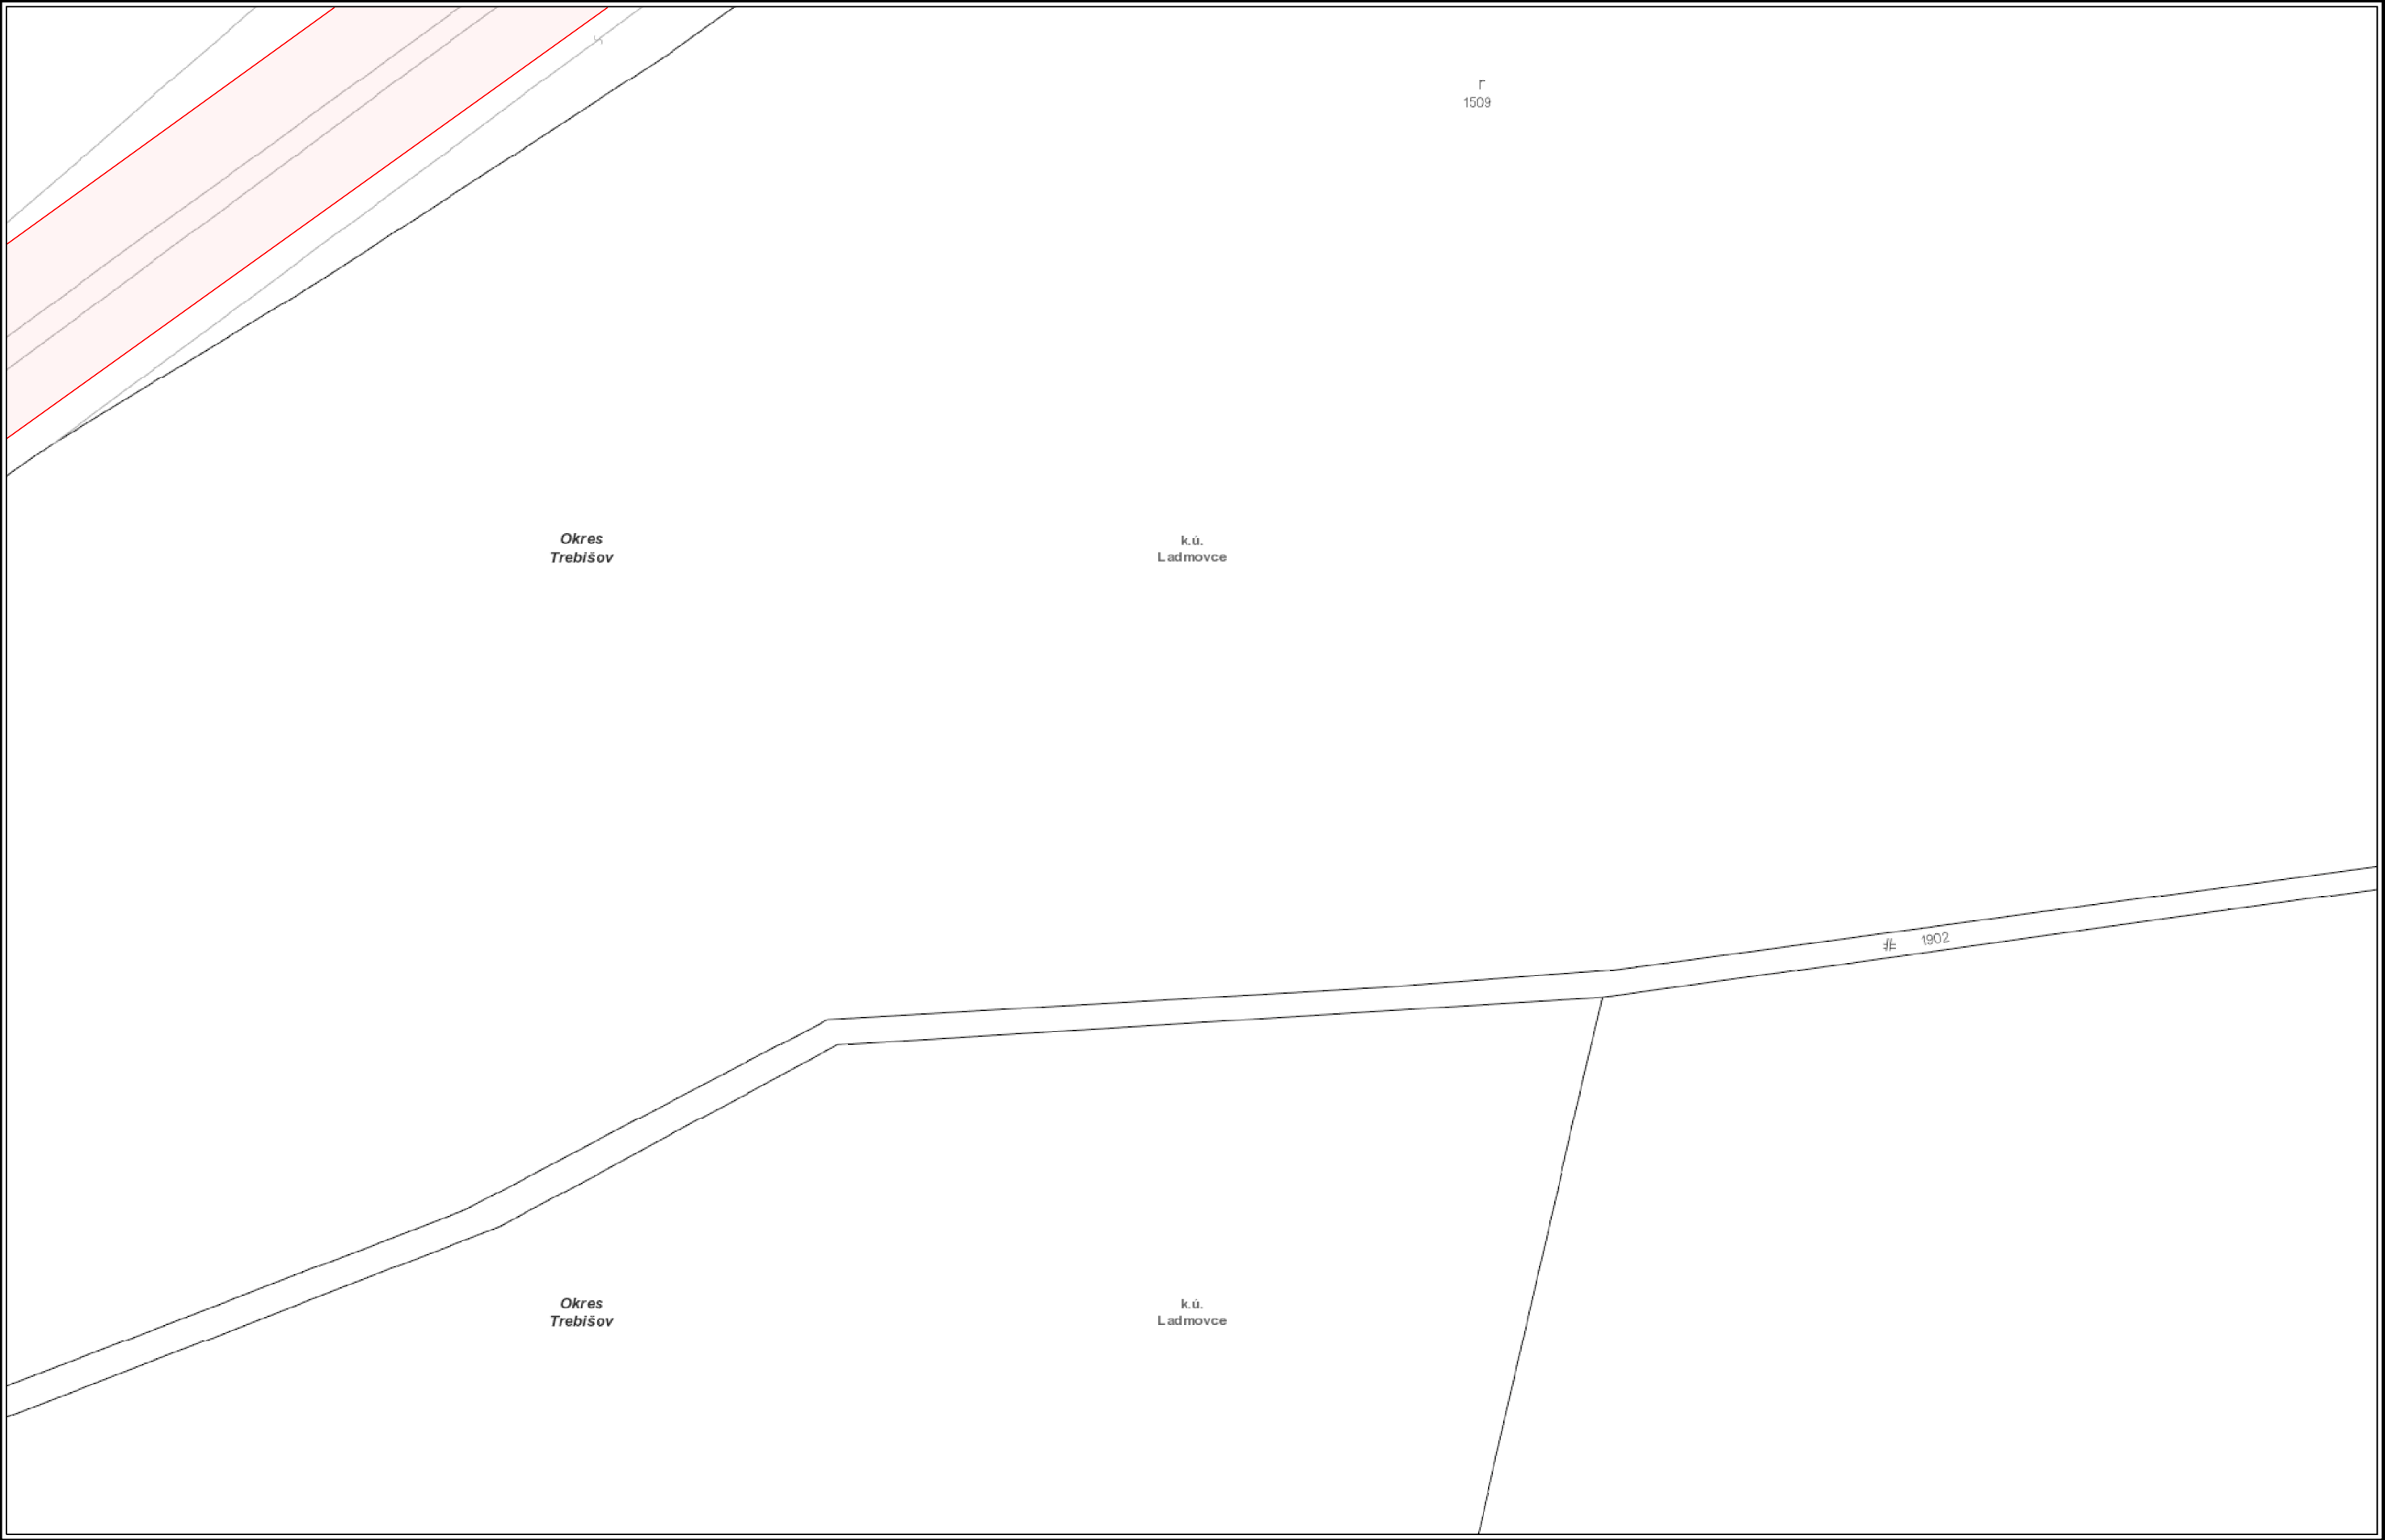 1509
Okres
Trebišov
k.ú.
Ladmovce
1902
Okres
Trebišov
k.ú.
Ladmovce